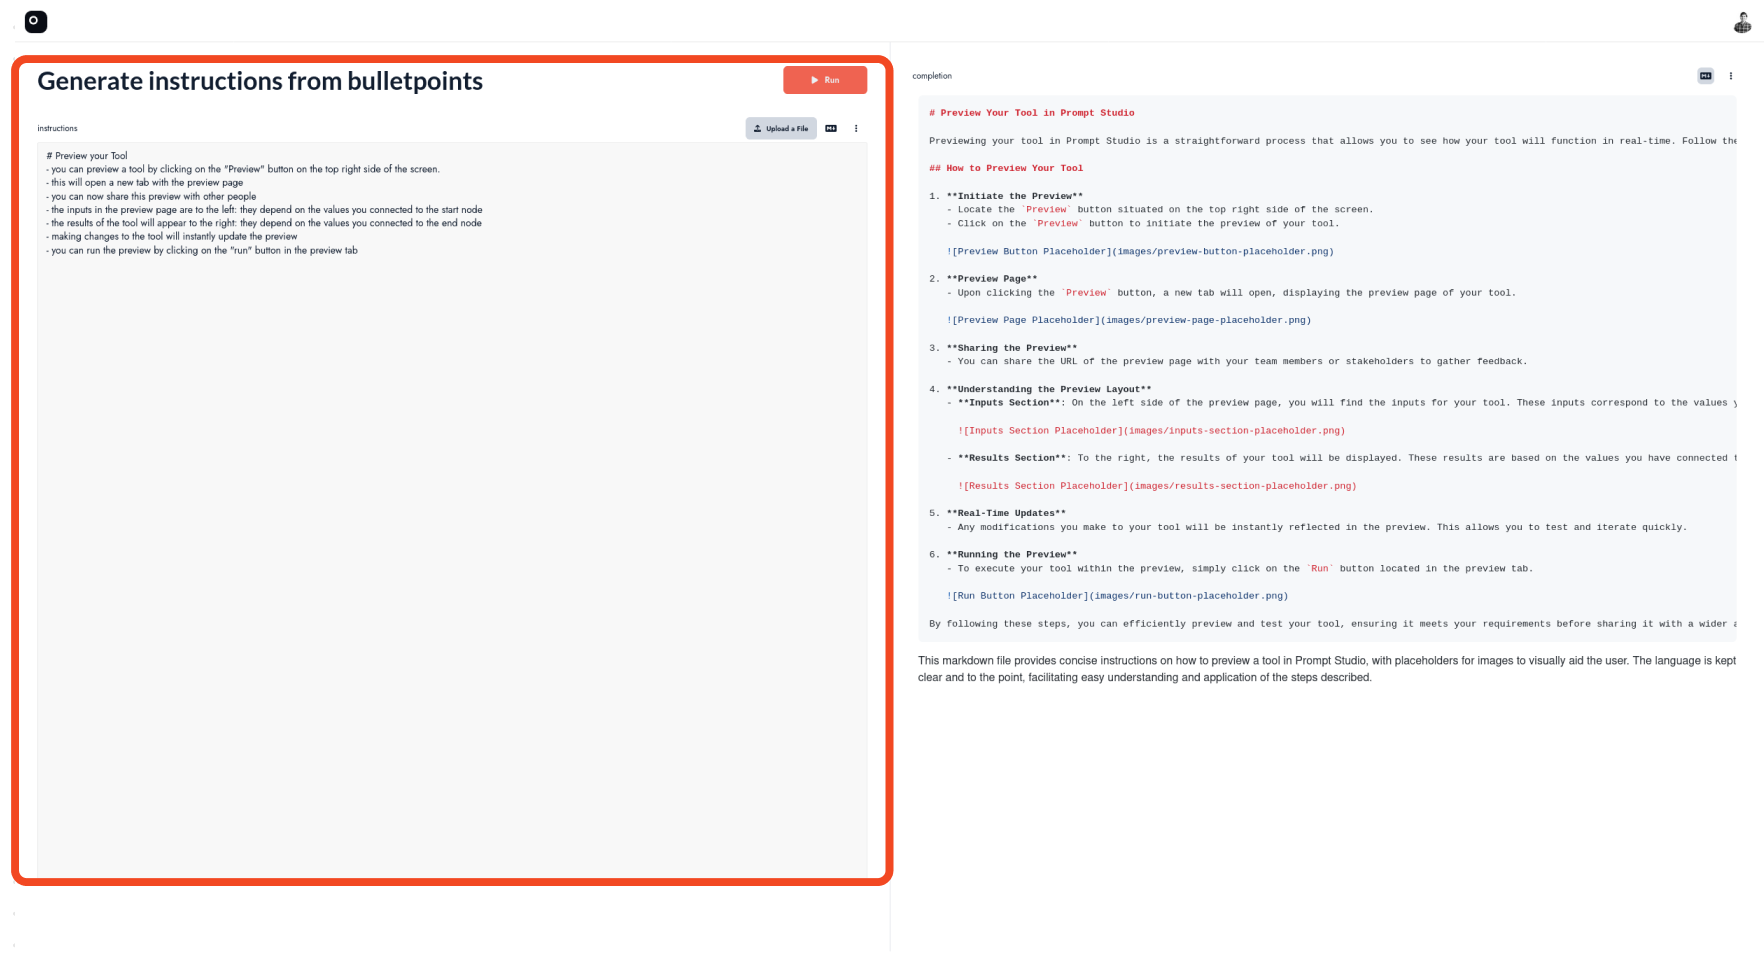 Generate instructions from bulletpoints
Run
instructions
Upload a File
# Preview your Tool
- you can preview a tool by clicking on the "Preview" button on the top right side of the screen.
- this will open a new tab with the preview page
- you can now share this preview with other people
- the inputs in the preview page are to the left: they depend on the values you connected to the start node
- the results of the tool will appear to the right: they depend on the values you connected to the end node
- making changes to the tool will instantly update the preview
- you can run the preview by clicking on the "run" button in the preview tab
completion
# Preview Your Tool in Prompt Studio
Previewing your tool in Prompt Studio is a straightforward process that allows you to see how your tool will function in real-time. Follow the
## How to Preview Your Tool
1. **Initiate the Preview**
- Locate the `Preview` button situated on the top right side of the screen.
- Click on the `Preview` button to initiate the preview of your tool.
![Preview Button Placeholder](images/preview-button-placeholder.png)
2. **Preview Page**
- Upon clicking the `Preview` button, a new tab will open, displaying the preview page of your tool.
![Preview Page Placeholder](images/preview-page-placeholder.png)
3. **Sharing the Preview**
- You can share the URL of the preview page with your team members or stakeholders to gather feedback.
4. **Understanding the Preview Layout**
- **Inputs Section**: On the left side of the preview page, you will find the inputs for your tool. These inputs correspond to the values
![Inputs Section Placeholder](images/inputs-section-placeholder.png)
- **Results Section**: To the right, the results of your tool will be displayed. These results are based on the values you have connected
![Results Section Placeholder](images/results-section-placeholder.png)
5. **Real-Time Updates**
- Any modifications you make to your tool will be instantly reflected in the preview. This allows you to test and iterate quickly.
6. **Running the Preview**
- To execute your tool within the preview, simply click on the `Run` button located in the preview tab.
![Run Button Placeholder](images/run-button-placeholder.png)
By following these steps, you can efficiently preview and test your tool, ensuring it meets your requirements before sharing it with a wider
This markdown file provides concise instructions on how to preview a tool in Prompt Studio, with placeholders for images to visually aid the user. The language is kept
clear and to the point, facilitating easy understanding and application of the steps described.